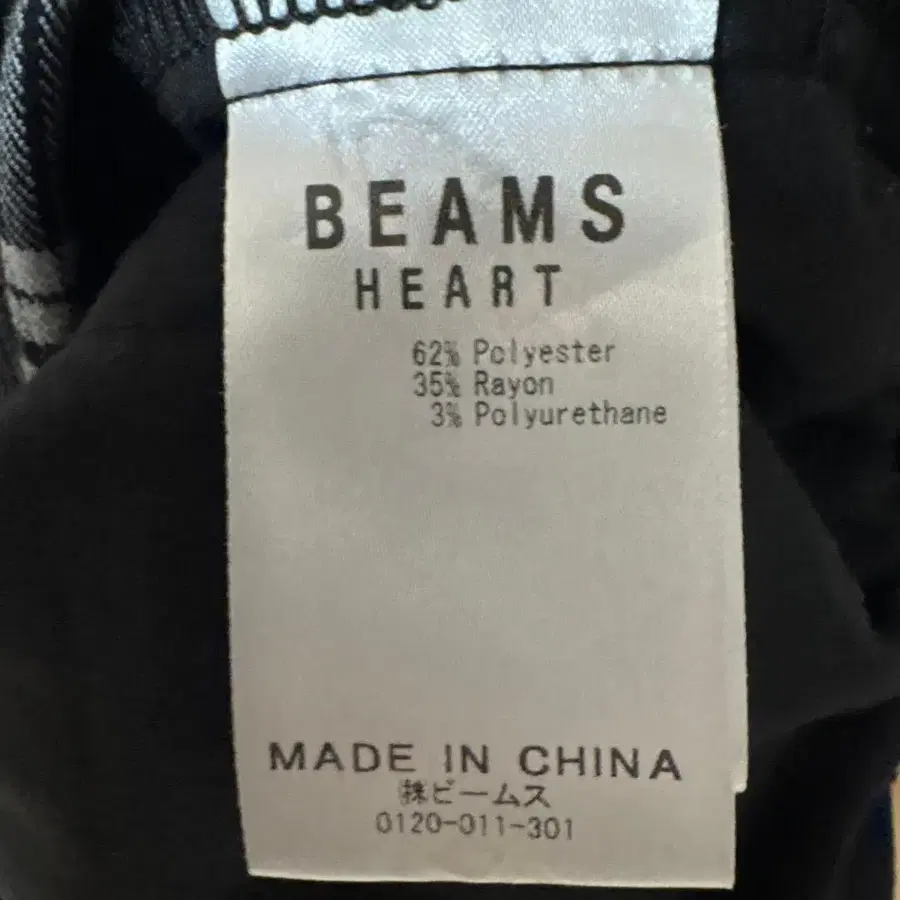 BEAMS
HEART
62% Polyester
35% Rayon
3% Polyurethane
MADE IN CHINA
㈱ビームス
0120-011-301